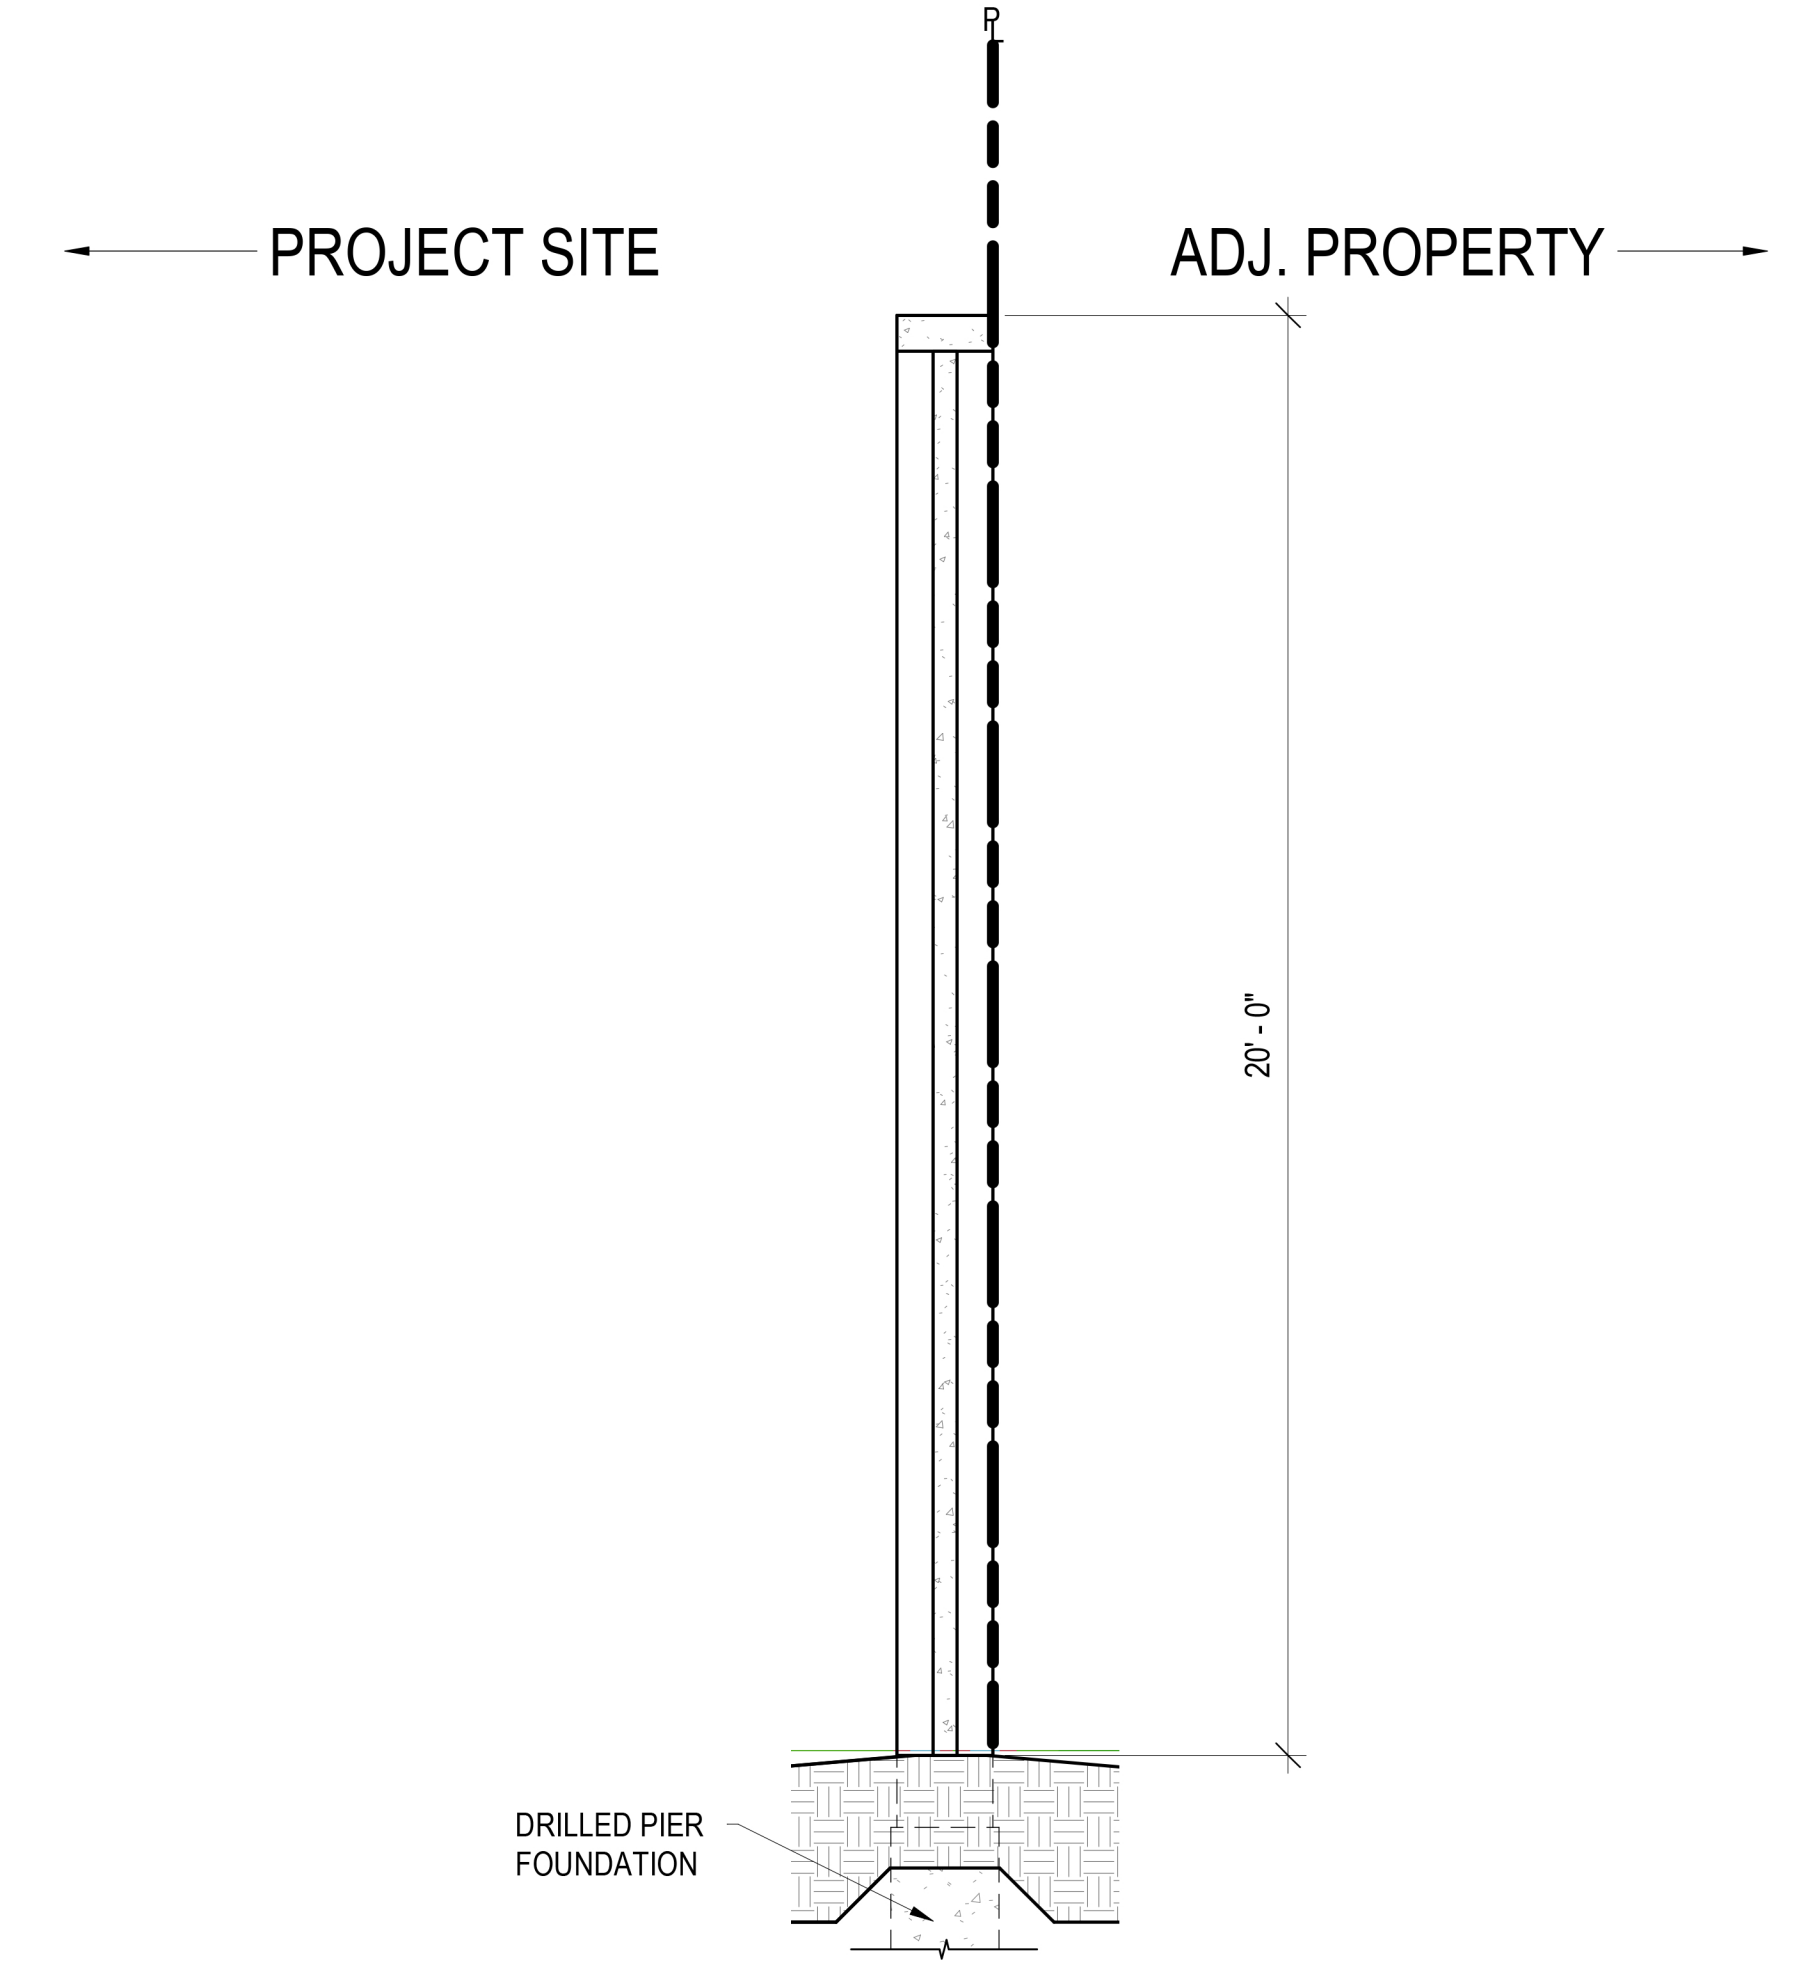 PL
PROJECT SITE
ADJ. PROPERTY
20' - 0"
DRILLED PIER
FOUNDATION